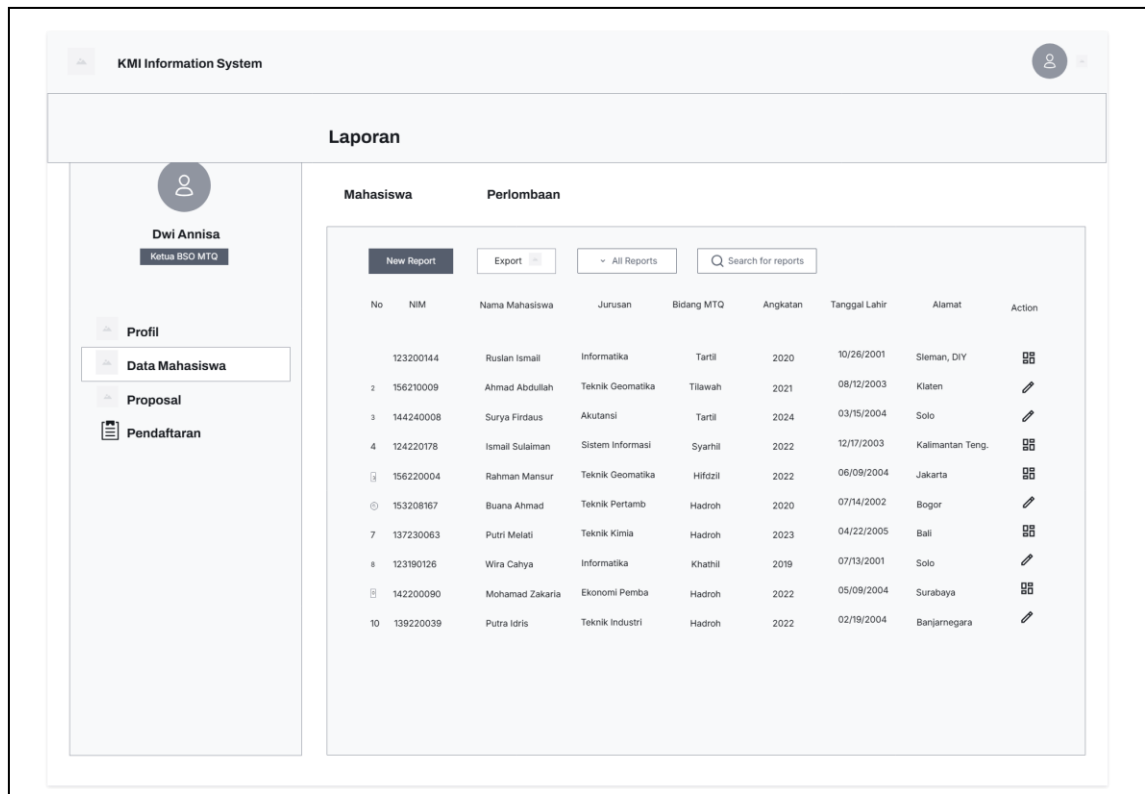 KMI Information System
Laporan
Dwi Annisa
Ketua BSO MTQ
Profil
Data Mahasiswa
Proposal
Pendaftaran
Mahasiswa Perlombaan
New Report Export All Reports Search for reports
No NIM Nama Mahasiswa Jurusan Bidang MTQ Angkatan Tanggal Lahir Alamat Action
123200144 Ruslan Ismail Informatika Tartil 2020 10/26/2001 Sleman, DIY
2 156210009 Ahmad Abdullah Teknik Geomatika Tilawah 2021 08/12/2003 Klaten
3 144240008 Surya Firdaus Akutansi Tartil 2024 03/15/2004 Solo
4 124220178 Ismail Sulaiman Sistem Informasi Syarhil 2022 12/17/2003 Kalimantan Teng.
156220004 Rahman Mansur Teknik Geomatika Hifdzil 2022 06/09/2004 Jakarta
153208167 Buana Ahmad Teknik Pertamb Hadroh 2020 07/14/2002 Bogor
7 137230063 Putri Melati Teknik Kimia Hadroh 2023 04/22/2005 Bali
8 123190126 Wira Cahya Informatika Khathil 2019 07/13/2001 Solo
142200090 Mohamad Zakaria Ekonomi Pemba Hadroh 2022 05/09/2004 Surabaya
10 139220039 Putra Idris Teknik Industri Hadroh 2022 02/19/2004 Banjarnegara